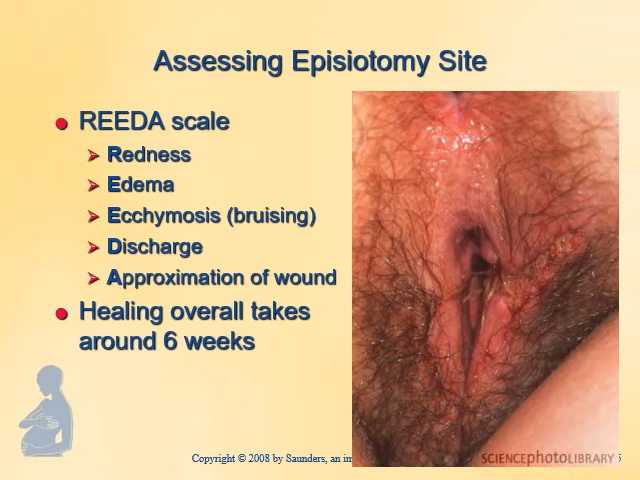 Assessing Episiotomy Site
REEDA scale
Redness
Edema
Ecchymosis (bruising)
Discharge
Approximation of wound
Healing overall takes
around 6 weeks
Copyright © 2008 by Saunders, an
SCIENCEPHOTOLIBRARY